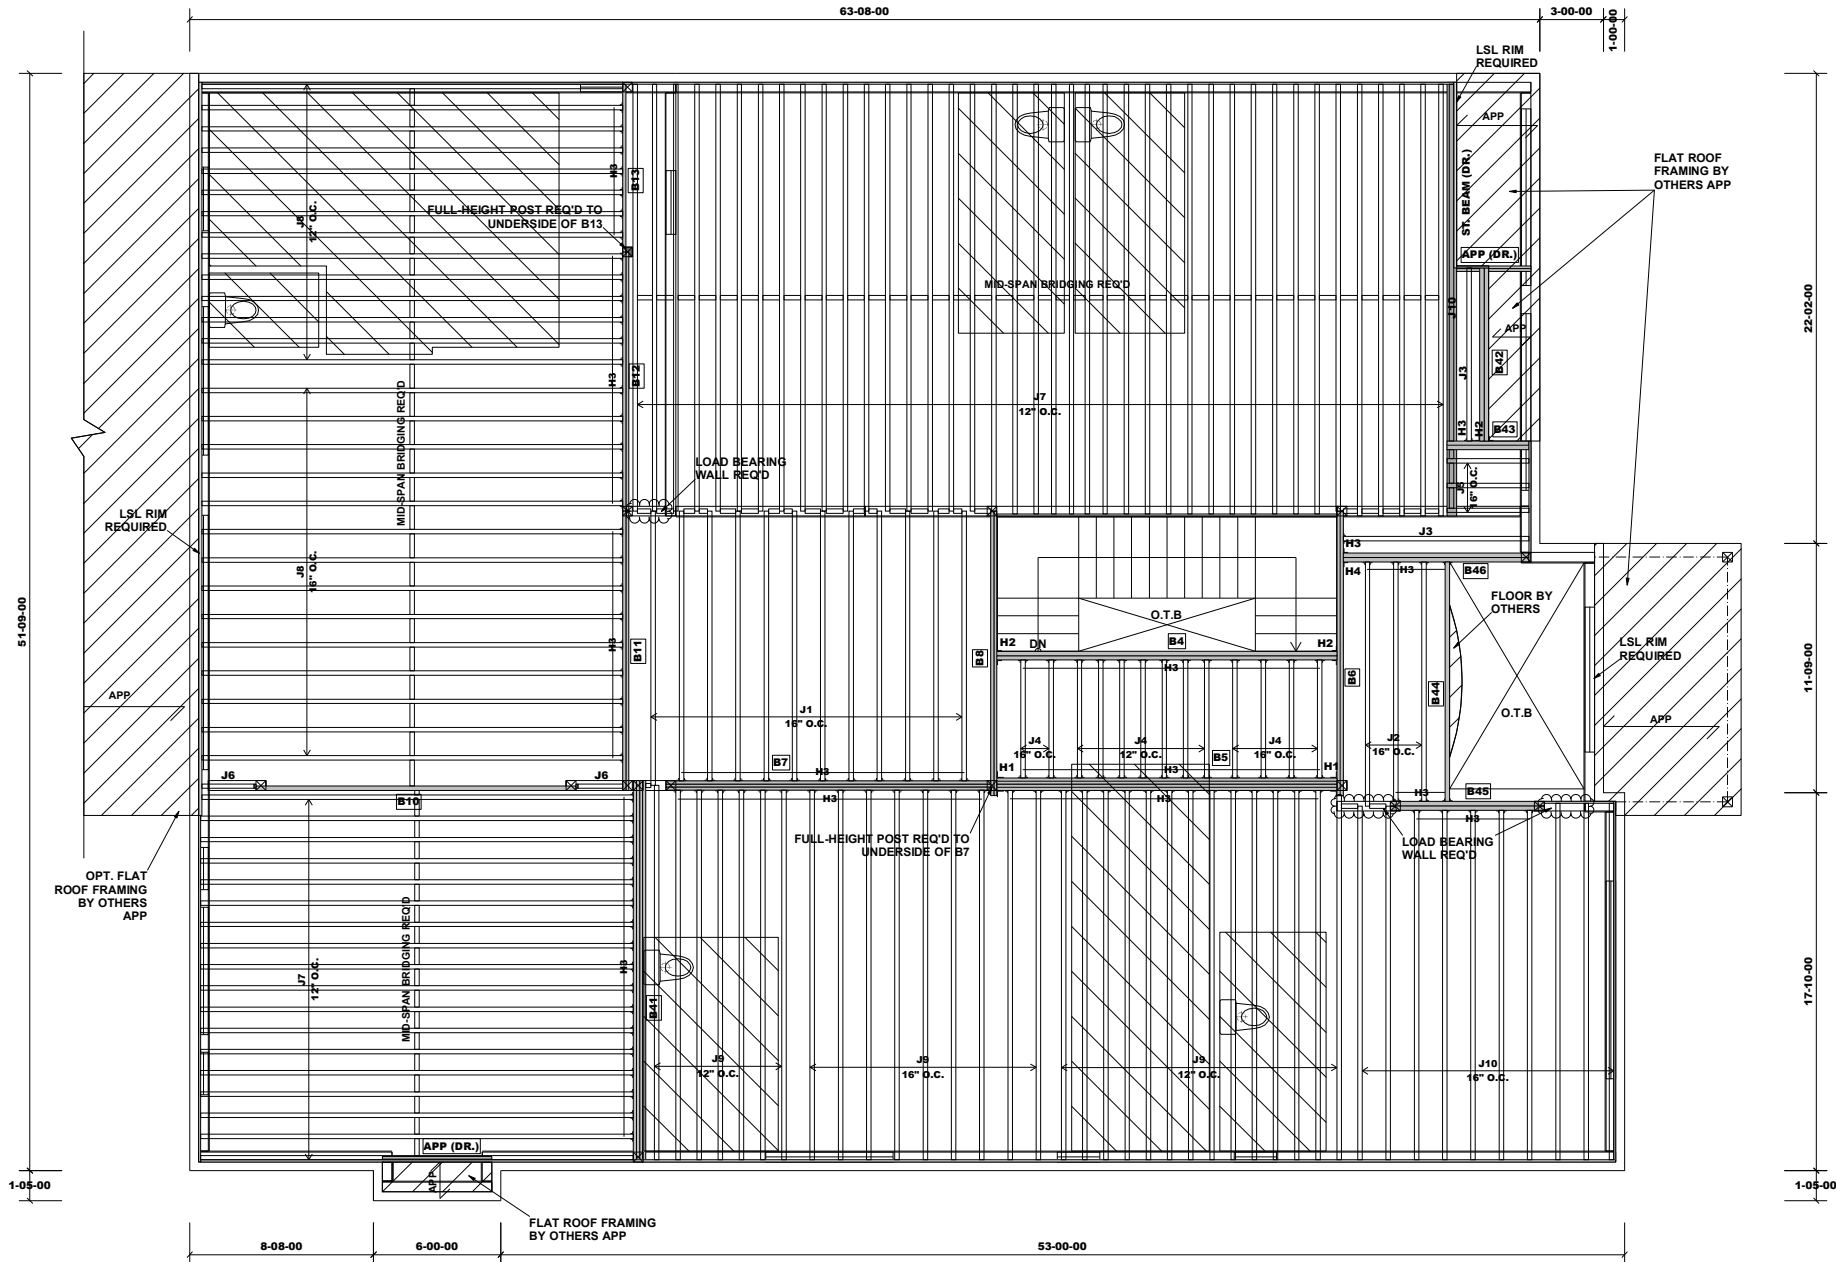 63-08-00
3-00-00
1-00-00
LSL RIM
REQUIRED
APP
ST. BEAM (DR.)
FLAT ROOF
FRAMING BY
OTHERS APP
H3
B13
J8
12" O.C.
FULL-HEIGHT POST REQ'D TO
UNDERSIDE OF B13
MID-SPAN BRIDGING REQ'D
APP (DR.)
J10
APP
22-02-00
H3
B12
J7
12" O.C.
J3
B42
H3
H2
B43
MID-SPAN BRIDGING REQ'D
LOAD BEARING
WALL REQ'D
J5
16" O.C.
LSL RIM
REQUIRED
J3
H3
H4
H3
B46
51-09-00
J8
16" O.C.
FLOOR BY
OTHERS
O.T.B
H2
DN
B4
H2
H3
B11
B8
H3
B6
B44
LSL RIM
REQUIRED
11-09-00
APP
O.T.B
APP
J1
16" O.C.
J4
16" O.C.
J4
12" O.C.
J4
16" O.C.
B5
J2
16" O.C.
B7
H3
H1
H3
H1
J6
J6
B10
H3
H3
H3
B45
H3
FULL-HEIGHT POST REQ'D TO
UNDERSIDE OF B7
LOAD BEARING
WALL REQ'D
OPT. FLAT
ROOF FRAMING
BY OTHERS
APP
MID-SPAN BRIDGING REQ'D
J7
12" O.C.
H3
B41
17-10-00
J9
12" O.C.
J9
16" O.C.
J9
12" O.C.
J10
16" O.C.
APP (DR.)
APP
1-05-00
1-05-00
FLAT ROOF FRAMING
BY OTHERS APP
8-08-00
6-00-00
53-00-00